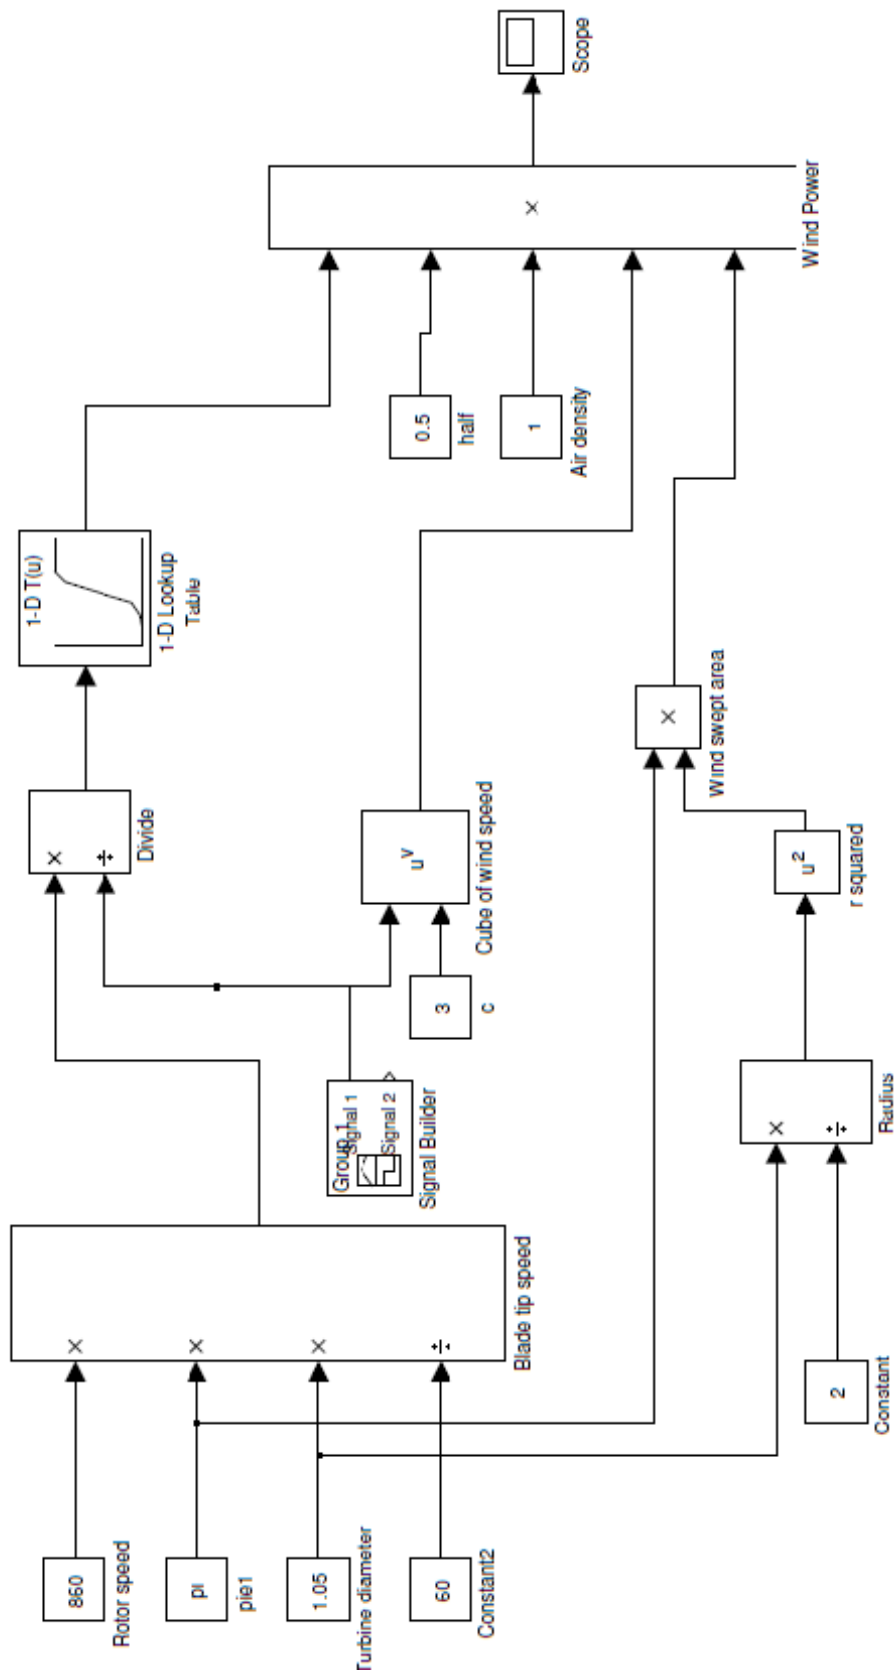 860
Rotor speed
pi
pie1
1.05
Turbine diameter
60
Constant2
×
×
×
÷
Blade tip speed
Group 1
Signal 1
Signal 2
Signal Builder
3
c
u^v
Cube of wind speed
×
÷
Divide
1-D T(u)
1-D Lookup
Table
0.5
half
1
Air density
2
Constant
×
÷
Radius
u^2
r squared
×
Wind swept area
×
Wind Power
Scope